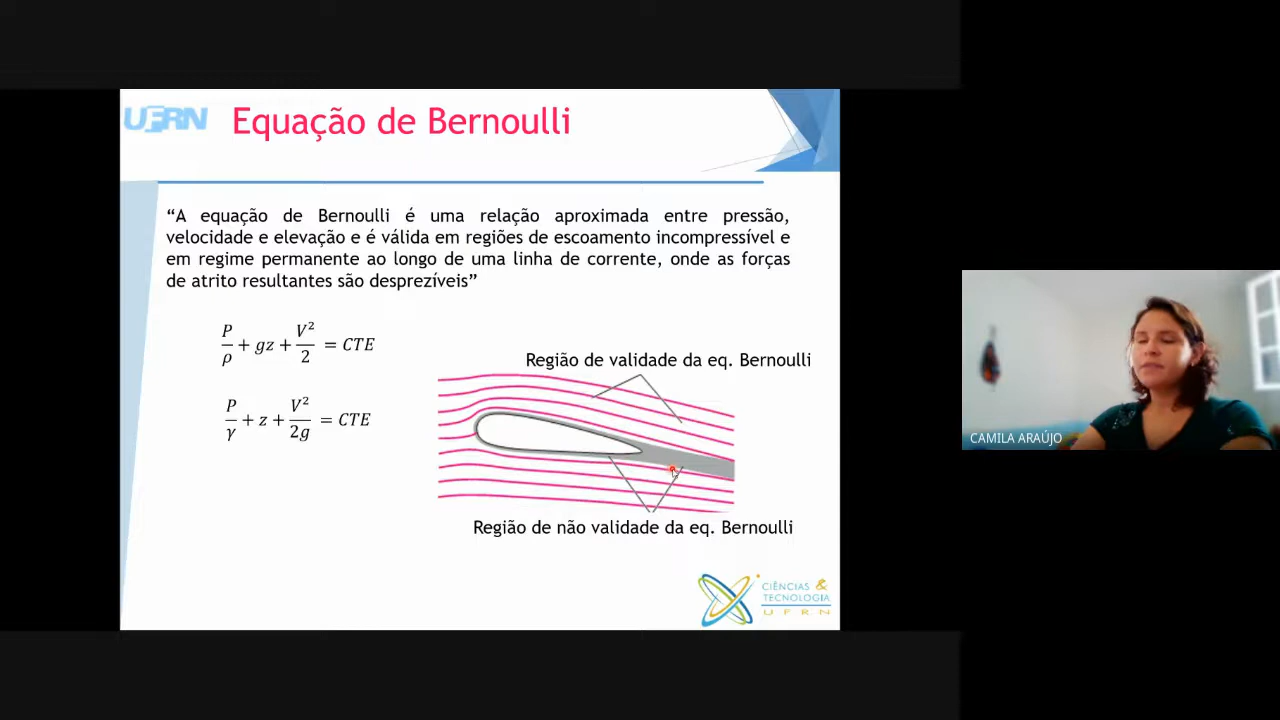 UFRN
Equação de Bernoulli
“A equação de Bernoulli é uma relação aproximada entre pressão,
velocidade e elevação e é válida em regiões de escoamento incompressível e
em regime permanente ao longo de uma linha de corrente, onde as forças
de atrito resultantes são desprezíveis”
P/ρ + gz + V²/2 = CTE
P/γ + z + V²/2g = CTE
Região de validade da eq. Bernoulli
Região de não validade da eq. Bernoulli
CIÊNCIAS &
TECNOLOGIA
UFRN
CAMILA ARAÚJO